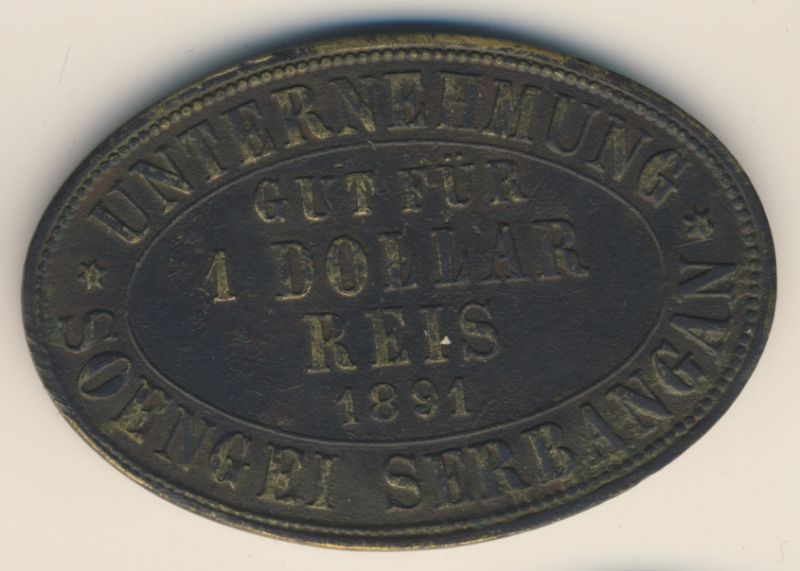 UNTERNEHMUNG
GUT FÜR
1 DOLLAR
REIS
1891
SOENGEI SERBANGAN